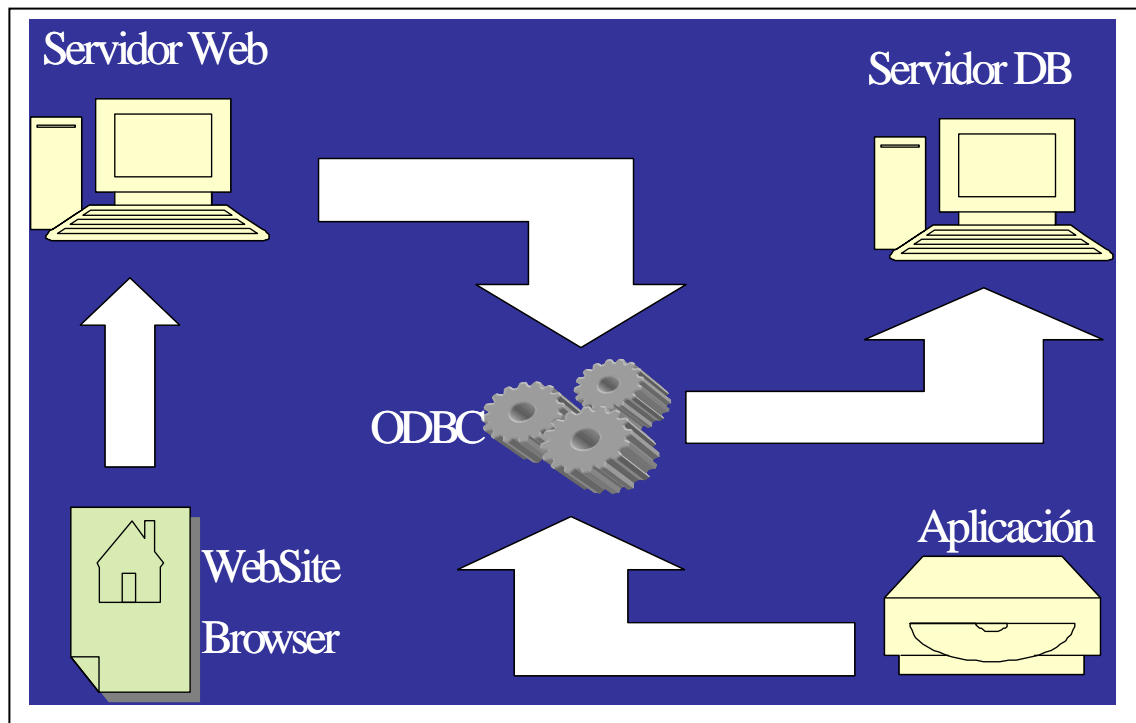 Servidor Web
Servidor DB
ODBC
Aplicación
WebSite
Browser